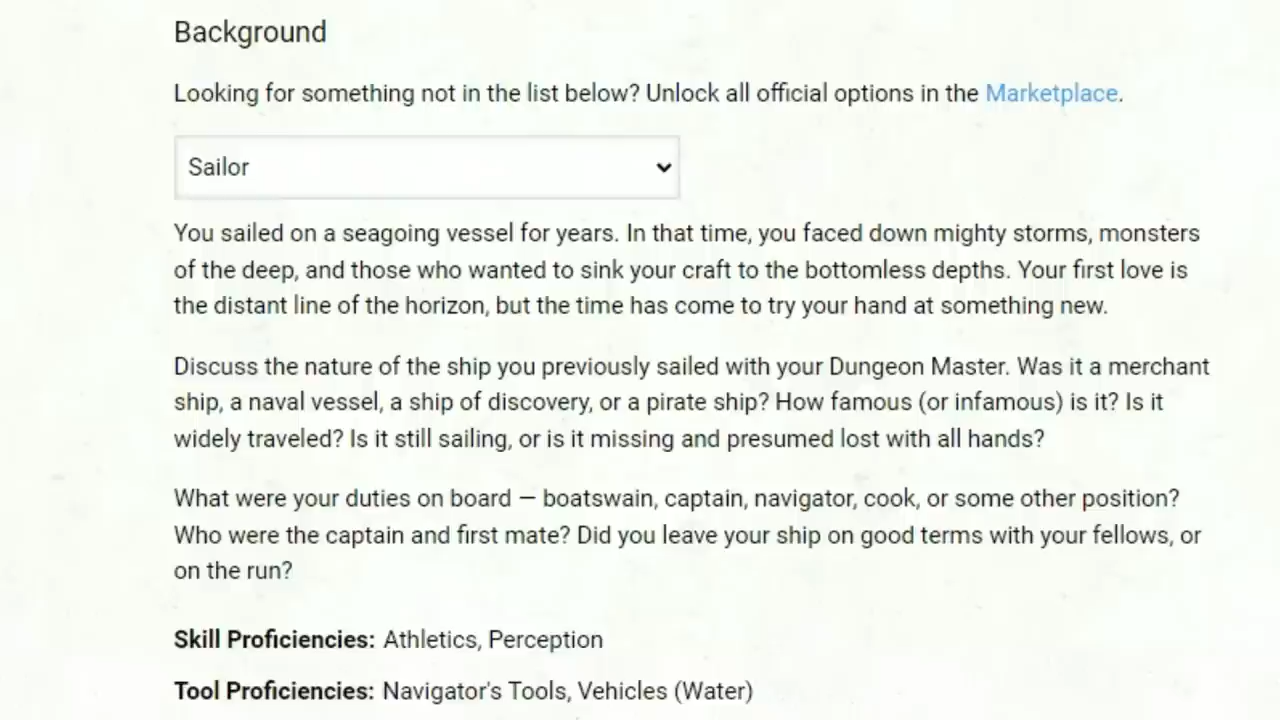 Background
Looking for something not in the list below? Unlock all official options in the Marketplace.
Sailor
You sailed on a seagoing vessel for years. In that time, you faced down mighty storms, monsters
of the deep, and those who wanted to sink your craft to the bottomless depths. Your first love is
the distant line of the horizon, but the time has come to try your hand at something new.
Discuss the nature of the ship you previously sailed with your Dungeon Master. Was it a merchant
ship, a naval vessel, a ship of discovery, or a pirate ship? How famous (or infamous) is it? Is it
widely traveled? Is it still sailing, or is it missing and presumed lost with all hands?
What were your duties on board — boatswain, captain, navigator, cook, or some other position?
Who were the captain and first mate? Did you leave your ship on good terms with your fellows, or
on the run?
Skill Proficiencies: Athletics, Perception
Tool Proficiencies: Navigator's Tools, Vehicles (Water)